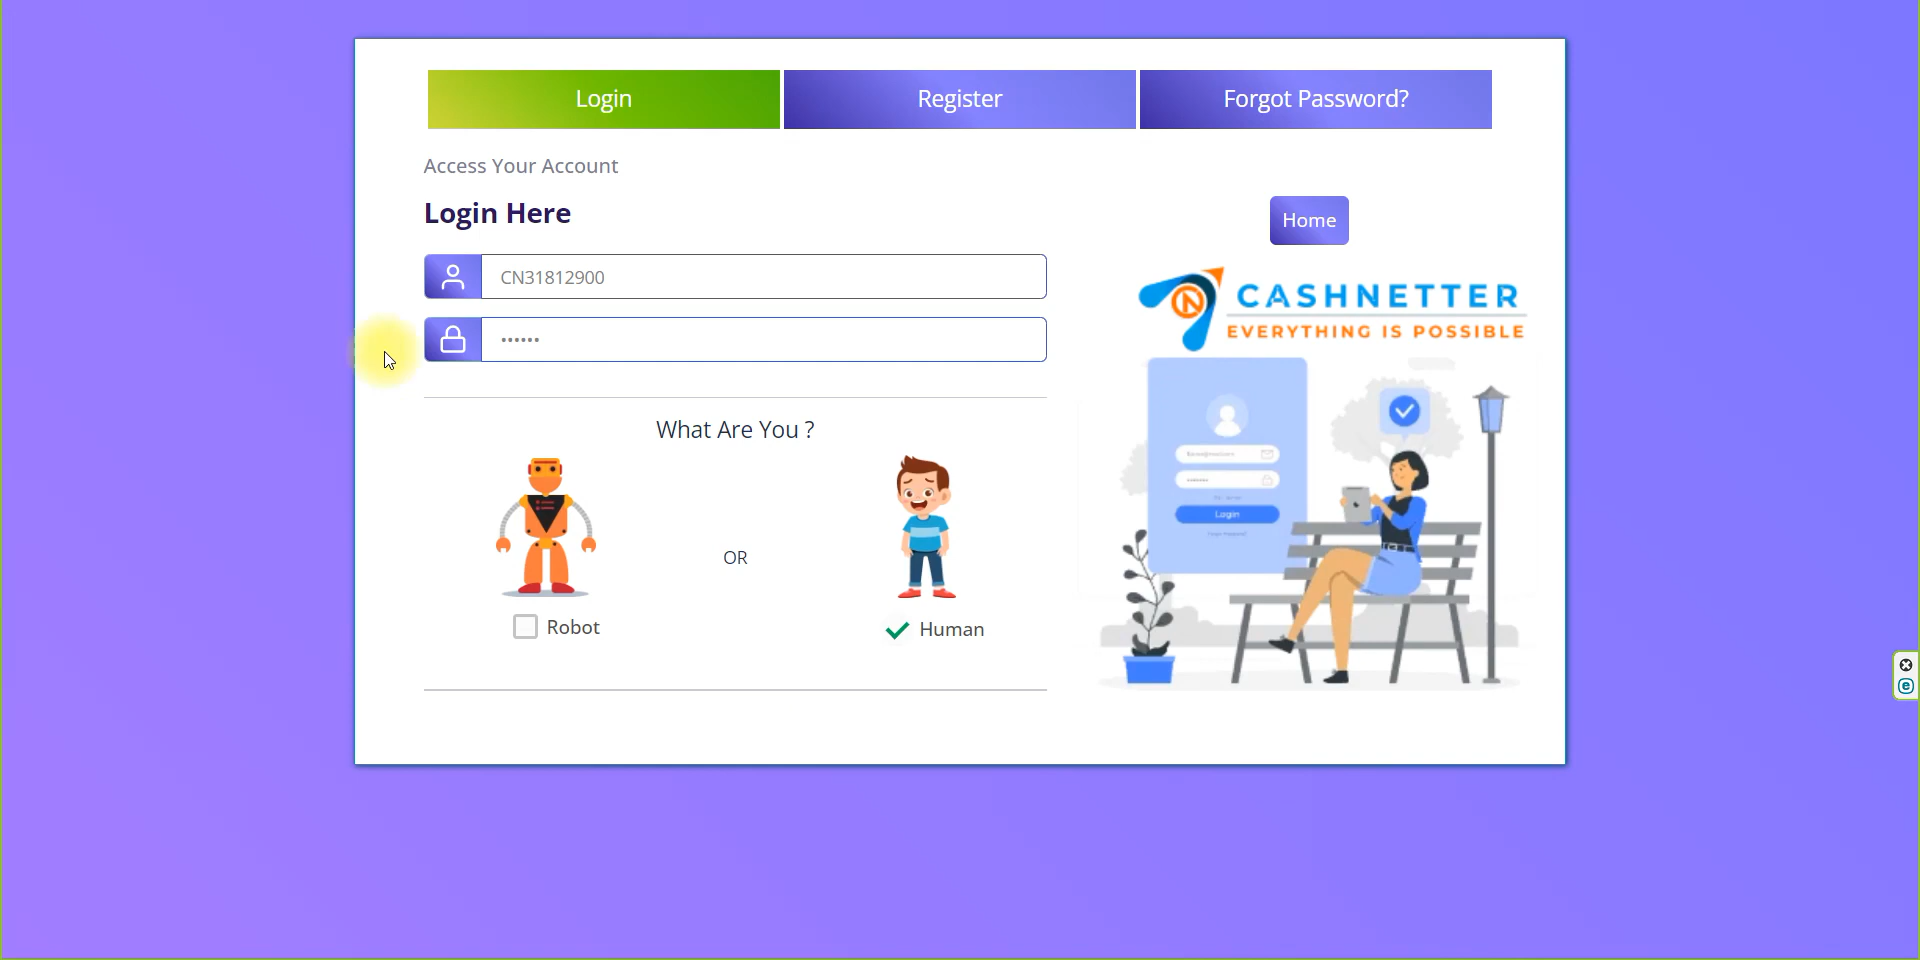 Login
Register
Forgot Password?
Access Your Account
Login Here
Home
CN31812900
••••••
CASHNETTER
EVERYTHING IS POSSIBLE
What Are You ?
OR
Robot
Human
Login